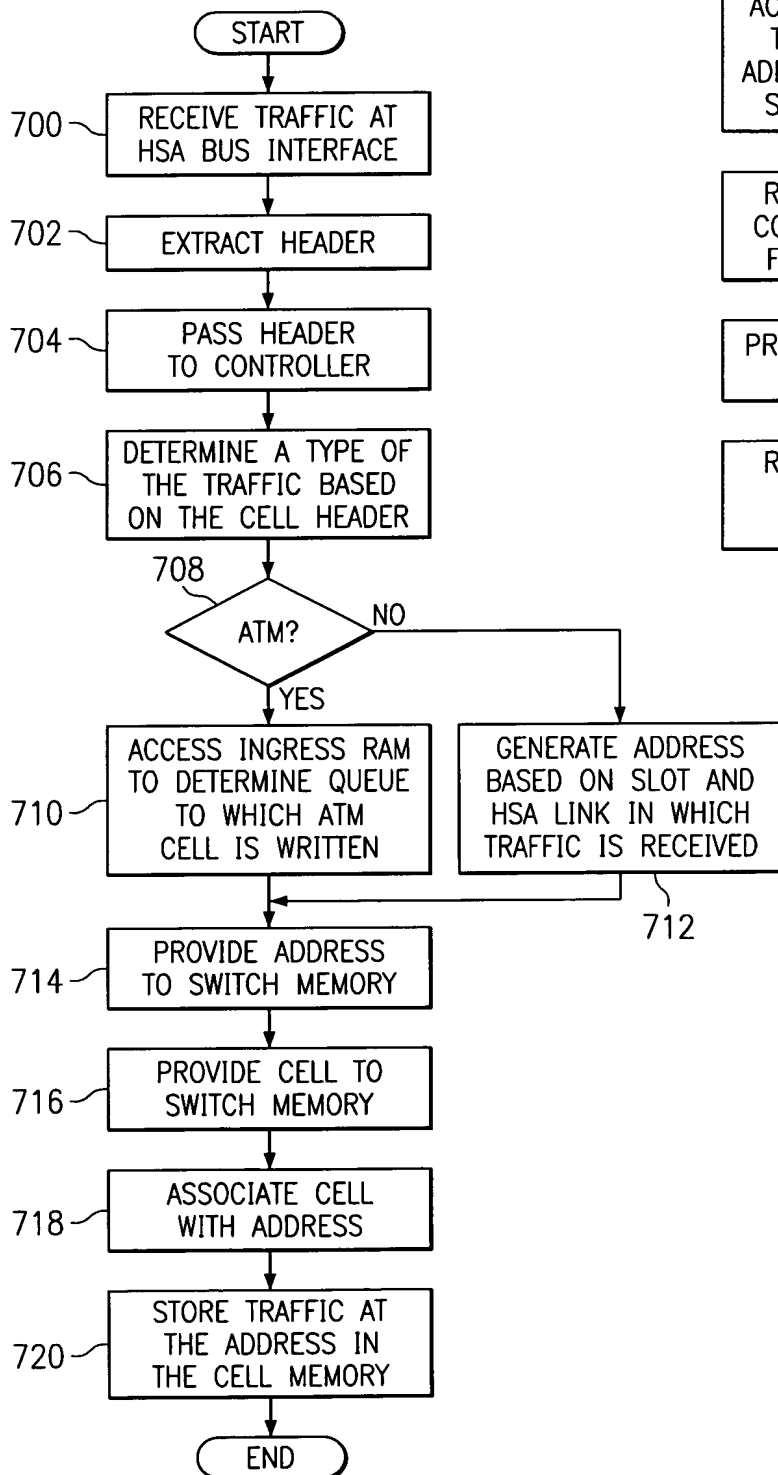 START
700
RECEIVE TRAFFIC AT
HSA BUS INTERFACE
702
EXTRACT HEADER
704
PASS HEADER
TO CONTROLLER
706
DETERMINE A TYPE OF
THE TRAFFIC BASED
ON THE CELL HEADER
708
ATM?
NO
YES
710
ACCESS INGRESS RAM
TO DETERMINE QUEUE
TO WHICH ATM
CELL IS WRITTEN
GENERATE ADDRESS
BASED ON SLOT AND
HSA LINK IN WHICH
TRAFFIC IS RECEIVED
712
714
PROVIDE ADDRESS
TO SWITCH MEMORY
716
PROVIDE CELL TO
SWITCH MEMORY
718
ASSOCIATE CELL
WITH ADDRESS
720
STORE TRAFFIC AT
THE ADDRESS IN
THE CELL MEMORY
END